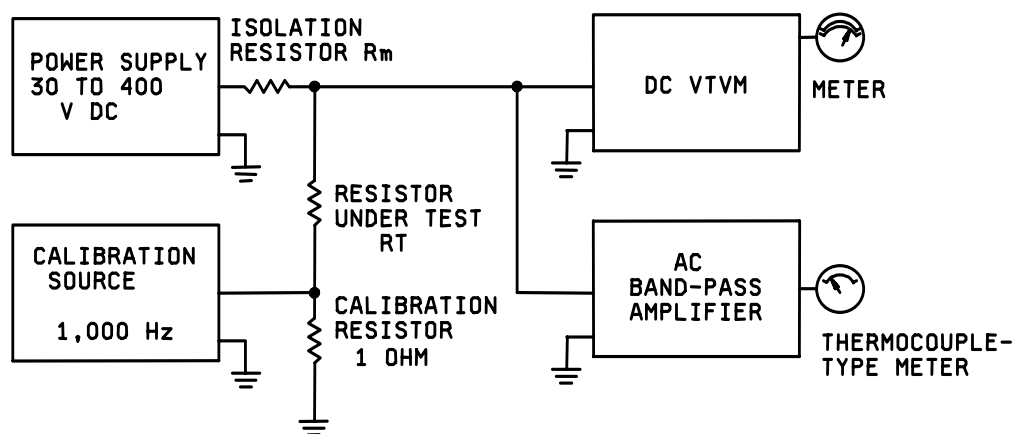 POWER SUPPLY
30 TO 400
V DC
ISOLATION
RESISTOR Rm
DC VTVM
METER
RESISTOR
UNDER TEST
RT
CALIBRATION
SOURCE
1,000 Hz
CALIBRATION
RESISTOR
1 OHM
AC
BAND-PASS
AMPLIFIER
THERMOCOUPLE-
TYPE METER